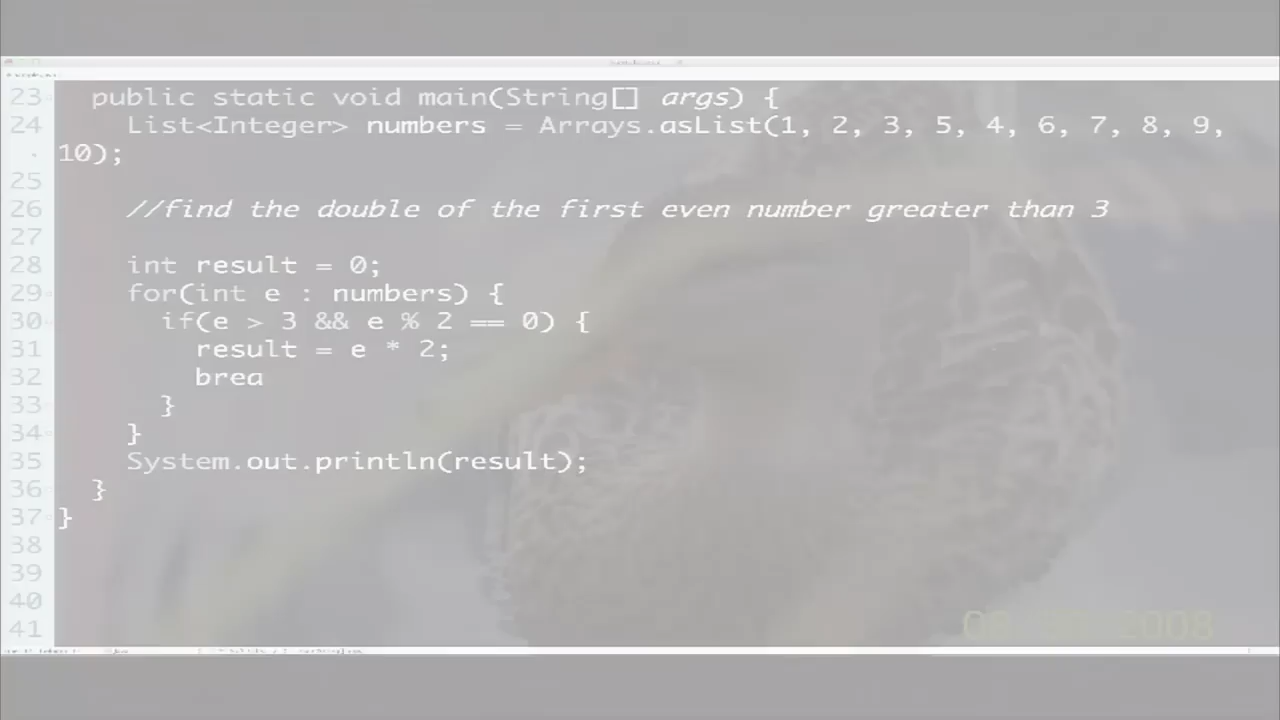 23 public static void main(String[] args) {
24 List<Integer> numbers = Arrays.asList(1, 2, 3, 5, 4, 6, 7, 8, 9,
10);
25
26 //find the double of the first even number greater than 3
27
28 int result = 0;
29 for(int e : numbers) {
30 if(e > 3 && e % 2 == 0) {
31 result = e * 2;
32 brea
33 }
34 }
35 System.out.println(result);
36 }
37 }
38
39
40
41
2008